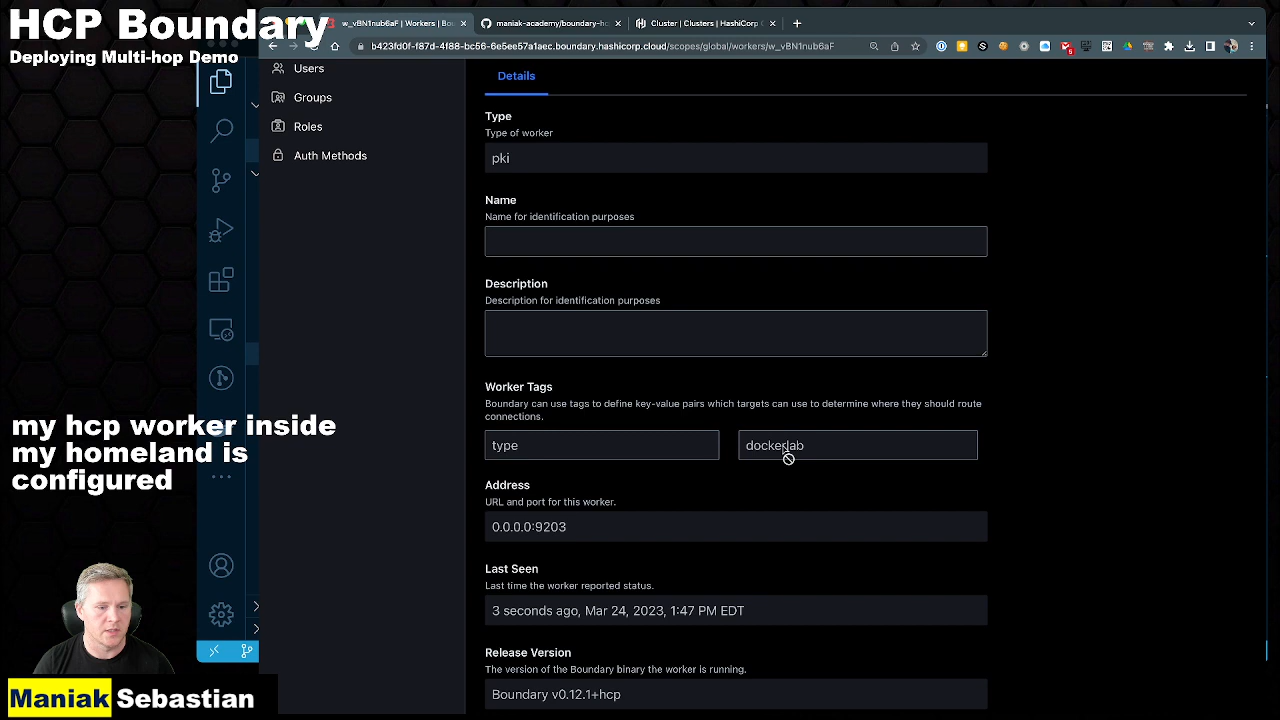 HCP Boundary
Deploying Multi-hop Demo
w_vBN1nub6aF | Workers | Bou
maniak-academy/boundary-hc
Cluster | Clusters | HashiCorp C
b423fd0f-f87d-4f88-bc56-6e5ee57a1aec.boundary.hashicorp.cloud/scopes/global/workers/w_vBN1nub6aF
Users
Groups
Roles
Auth Methods
Details
Type
Type of worker
pki
Name
Name for identification purposes
Description
Description for identification purposes
Worker Tags
Boundary can use tags to define key-value pairs which targets can use to determine where they should route
connections.
type
dockerlab
Address
URL and port for this worker.
0.0.0.0:9203
Last Seen
Last time the worker reported status.
3 seconds ago, Mar 24, 2023, 1:47 PM EDT
Release Version
The version of the Boundary binary the worker is running.
Boundary v0.12.1+hcp
my hcp worker inside
my homeland is
configured
Maniak Sebastian